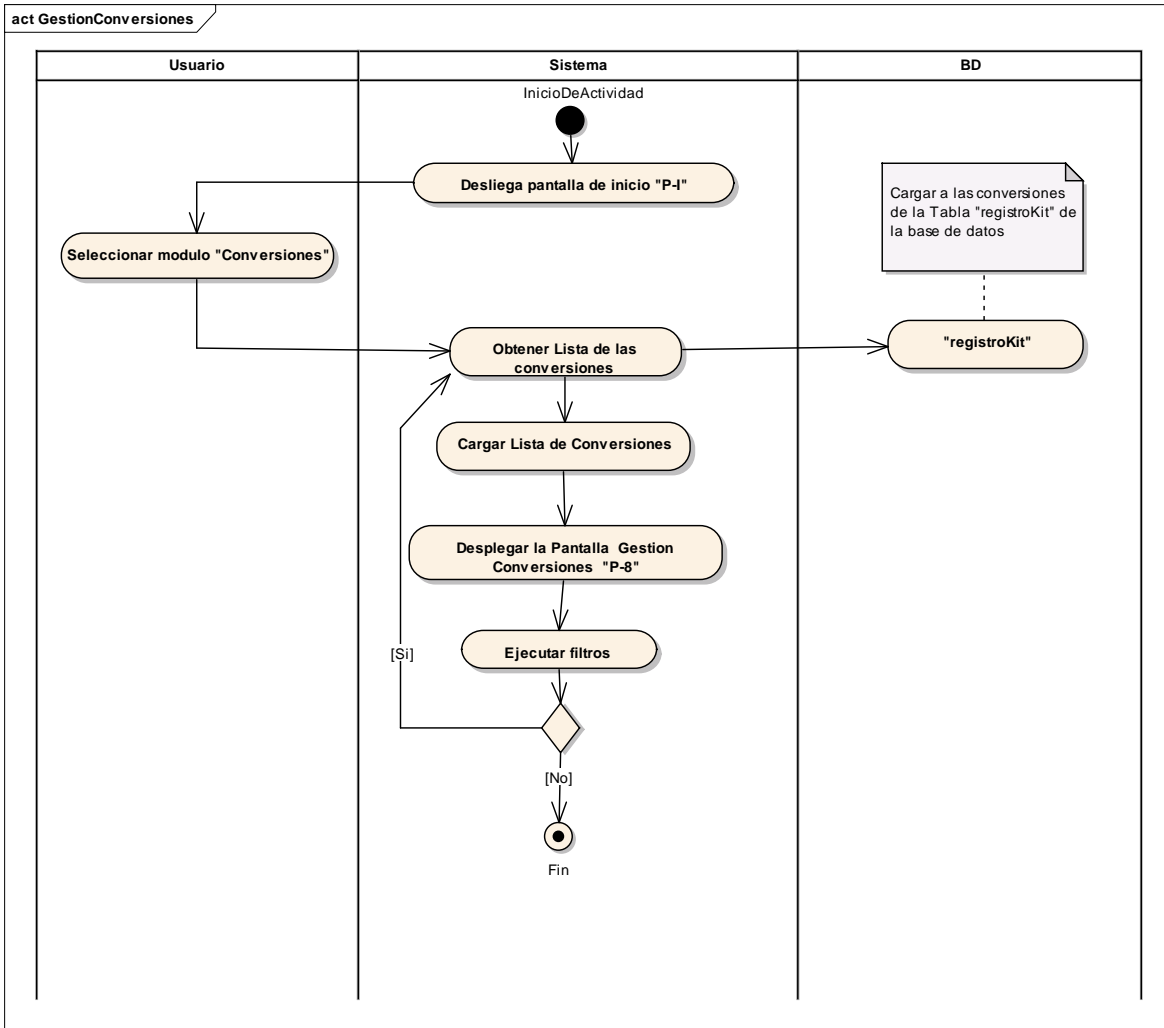 act GestionConversiones
Usuario
Sistema
BD
InicioDeActividad
Desliega pantalla de inicio "P-I"
Cargar a las conversiones
de la Tabla "registroKit" de
la base de datos
Seleccionar modulo "Conversiones"
Obtener Lista de las
conversiones
"registroKit"
Cargar Lista de Conversiones
Desplegar la Pantalla Gestion
Conversiones "P-8"
Ejecutar filtros
[Si]
[No]
Fin